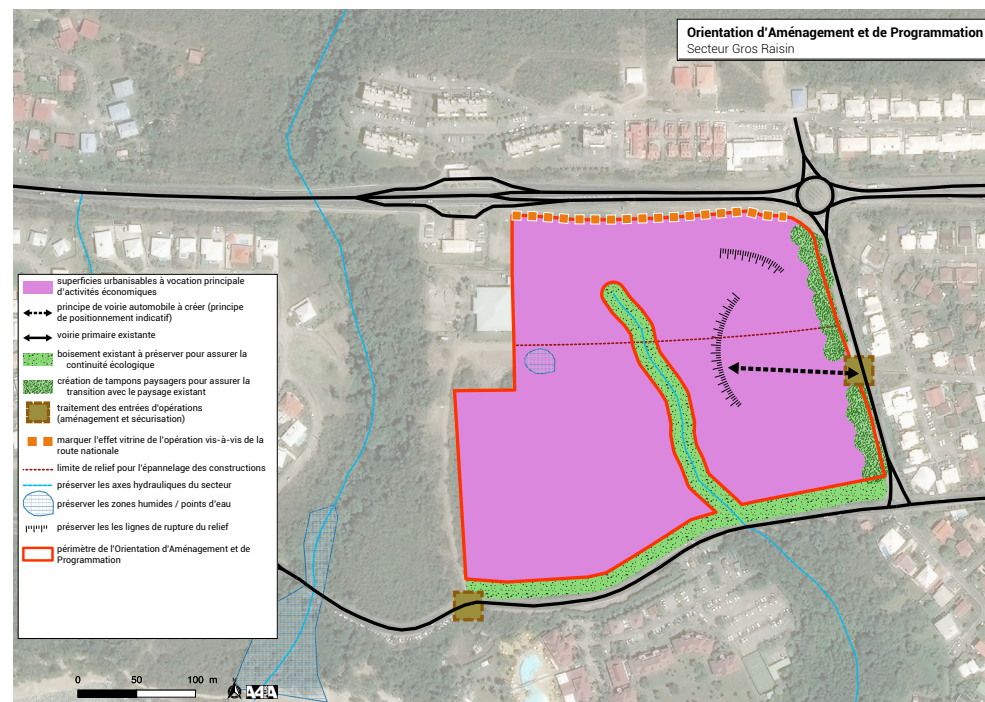 Orientation d'Aménagement et de Programmation
Secteur Gros Raisin
superficies urbanisables à vocation principale
d'activités économiques
principe de voirie automobile à créer (principe
de positionnement indicatif)
voirie primaire existante
boisement existant à préserver pour assurer la
continuité écologique
création de tampons paysagers pour assurer la
transition avec le paysage existant
traitement des entrées d'opérations
(aménagement et sécurisation)
marquer l'effet vitrine de l'opération vis-à-vis de la
route nationale
limite de relief pour l'épannelage des constructions
préserver les axes hydrauliques du secteur
préserver les zones humides / points d'eau
préserver les les lignes de rupture du relief
périmètre de l'Orientation d'Aménagement et de
Programmation
0 50 100 m
N
A4A